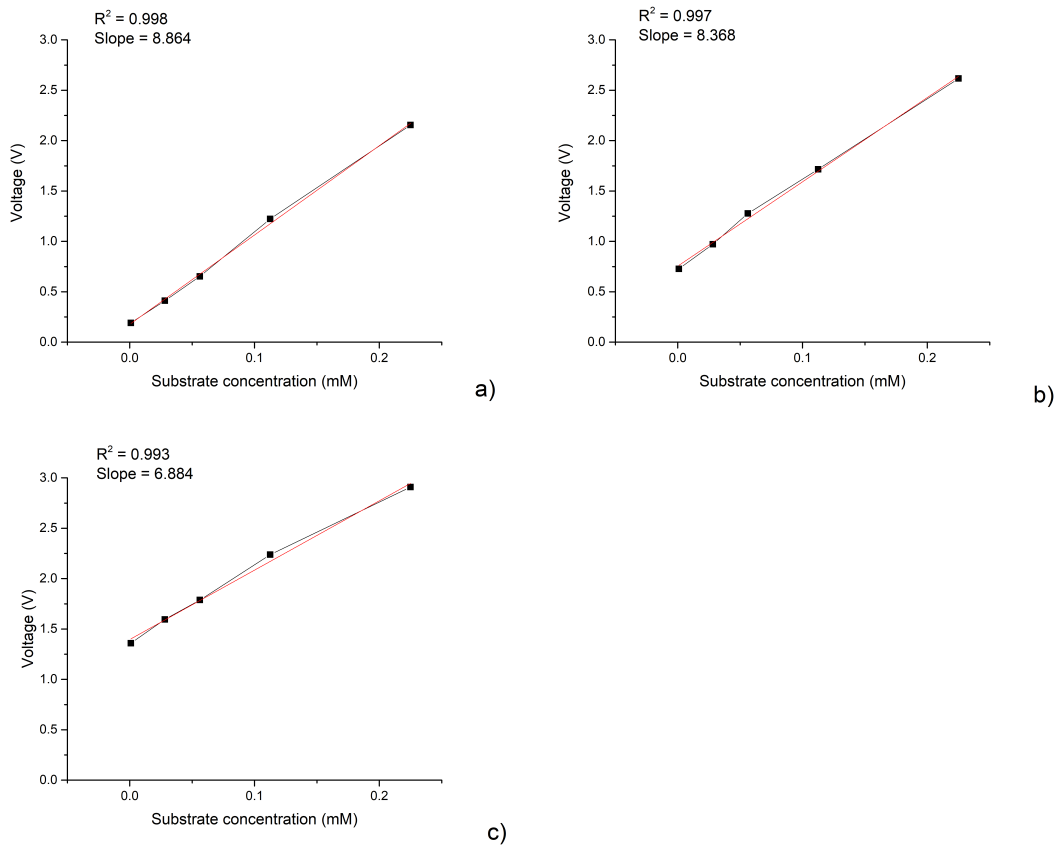 R² = 0.998
Slope = 8.864
3.0
2.5
2.0
1.5
1.0
0.5
0.0
Voltage (V)
0.0 0.1 0.2
Substrate concentration (mM)
a)
R² = 0.997
Slope = 8.368
3.0
2.5
2.0
1.5
1.0
0.5
0.0
Voltage (V)
0.0 0.1 0.2
Substrate concentration (mM)
b)
R² = 0.993
Slope = 6.884
3.0
2.5
2.0
1.5
1.0
0.5
0.0
Voltage (V)
0.0 0.1 0.2
Substrate concentration (mM)
c)